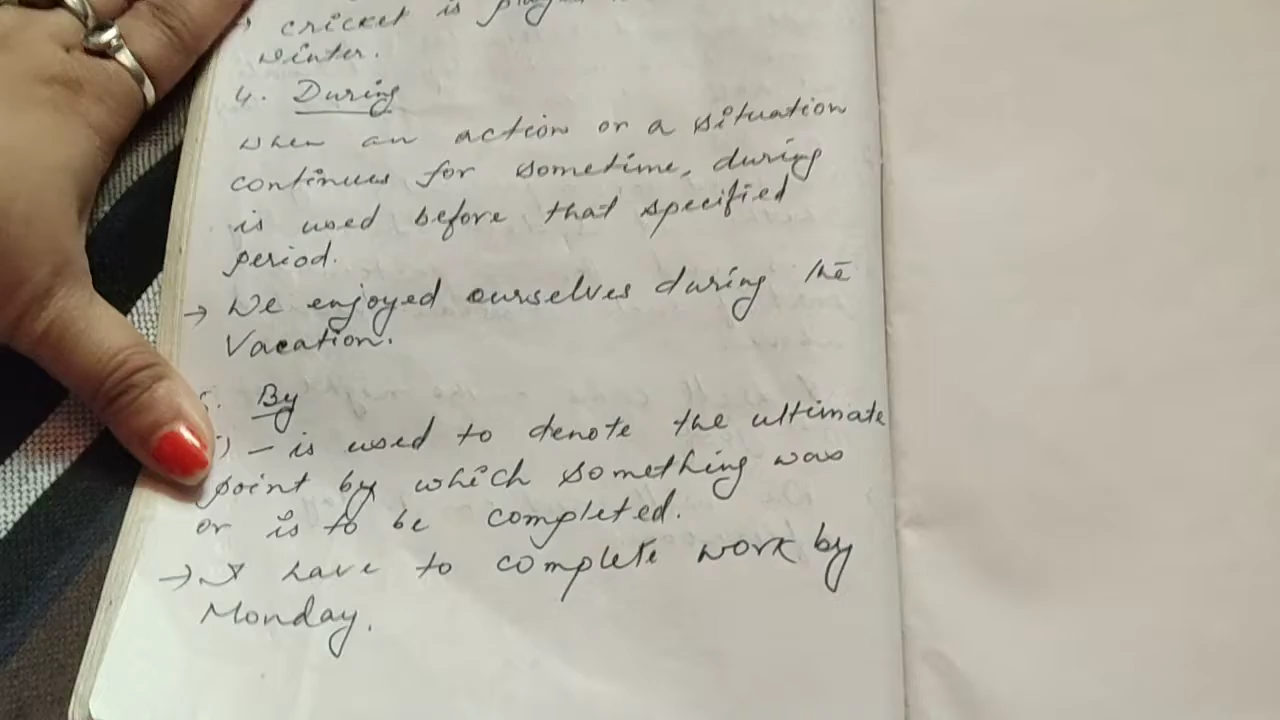 cricket is
winter.
4. During
when an action or a situation
continues for sometime, during
is used before that specified
period.
→ We enjoyed ourselves during the
Vacation.
By
i) – is used to denote the ultimate
point by which something was
or is to be completed.
→ I have to complete work by
Monday.